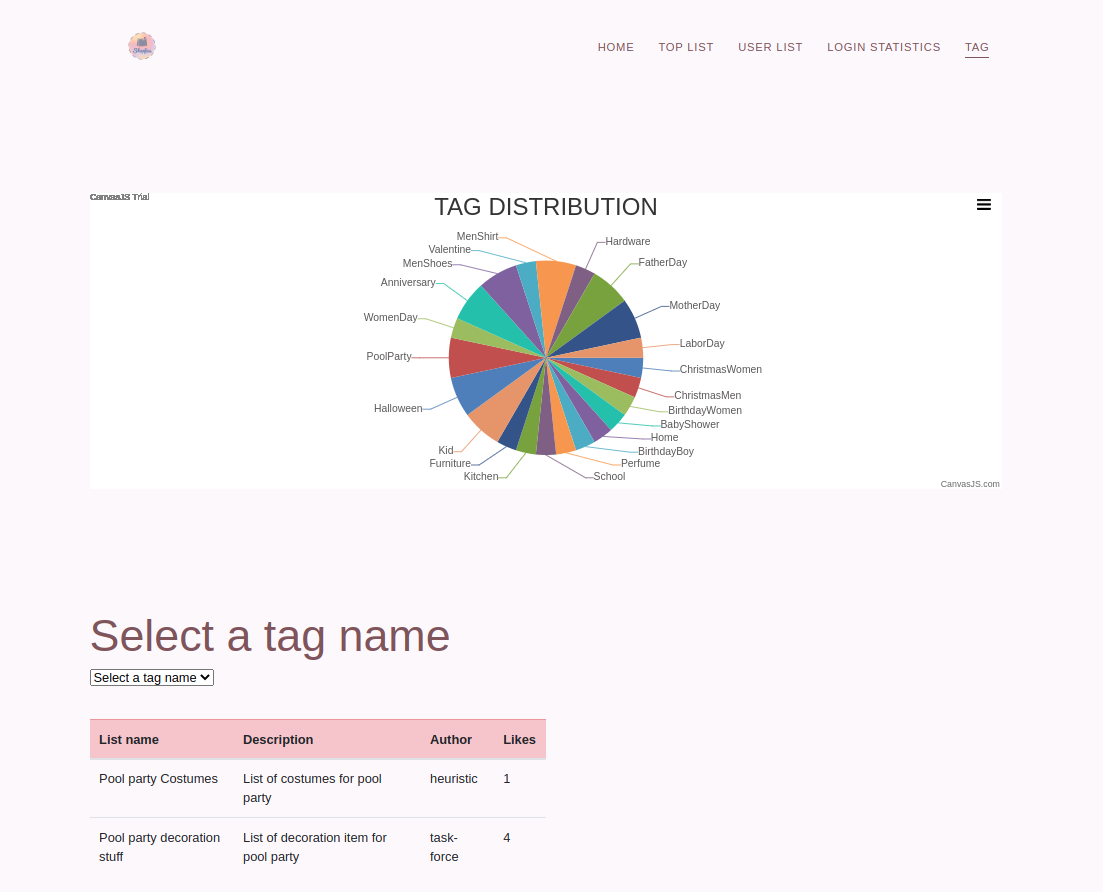 HOME TOP LIST USER LIST LOGIN STATISTICS TAG
CanvasJS Trial
TAG DISTRIBUTION
MenShirt
Hardware
Valentine
FatherDay
MenShoes
Anniversary
MotherDay
WomenDay
LaborDay
PoolParty
ChristmasWomen
ChristmasMen
Halloween
BirthdayWomen
BabyShower
Home
Kid
BirthdayBoy
Furniture
Perfume
Kitchen
School
CanvasJS.com
Select a tag name
Select a tag name
List name Description Author Likes
Pool party Costumes List of costumes for pool heuristic 1
party
Pool party decoration List of decoration item for task- 4
stuff pool party force